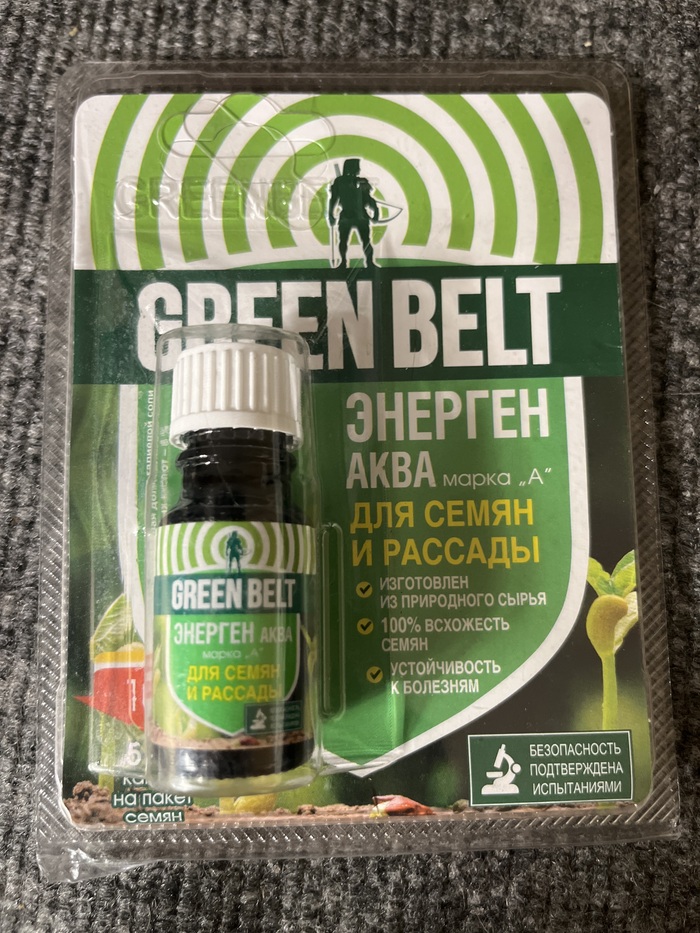 GREEN BELT
ЭНЕРГЕН
АКВА марка „А"
ДЛЯ СЕМЯН
И РАССАДЫ
ИЗГОТОВЛЕН
ИЗ ПРИРОДНОГО СЫРЬЯ
100% ВСХОЖЕСТЬ
СЕМЯН
УСТОЙЧИВОСТЬ
К БОЛЕЗНЯМ
БЕЗОПАСНОСТЬ
ПОДТВЕРЖДЕНА
ИСПЫТАНИЯМИ
GREEN BELT
ЭНЕРГЕН АКВА
марка „А"
ДЛЯ СЕМЯН
И РАССАДЫ
5
на пакет
семян